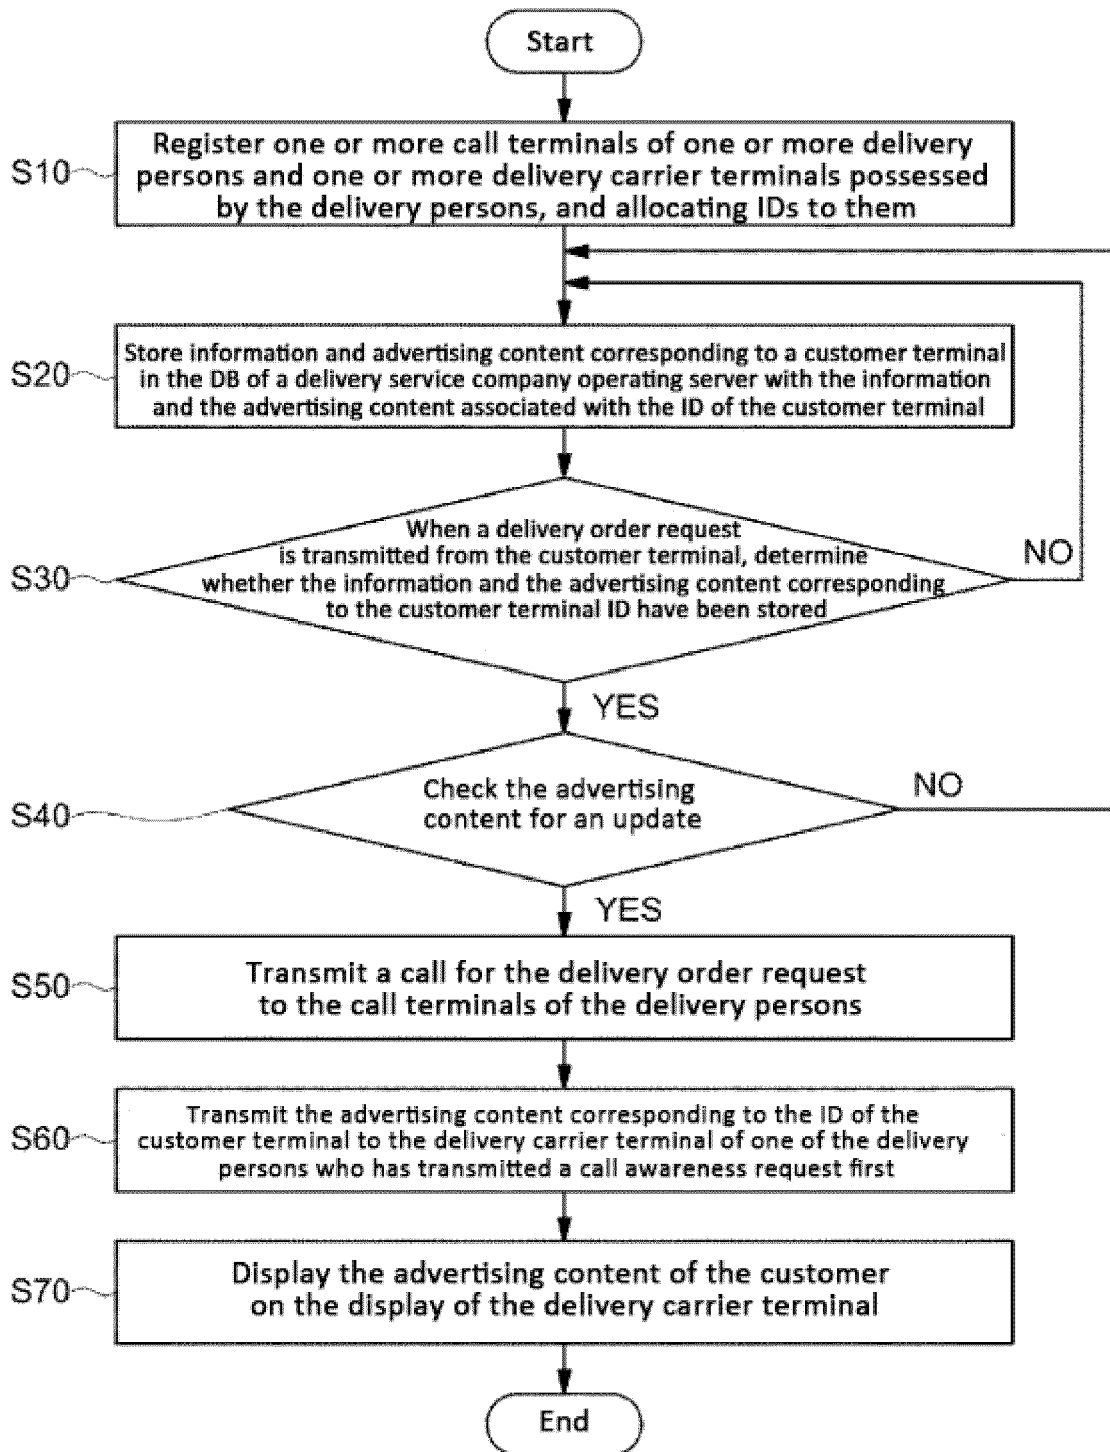 Start
S10
Register one or more call terminals of one or more delivery
persons and one or more delivery carrier terminals possessed
by the delivery persons, and allocating IDs to them
S20
Store information and advertising content corresponding to a customer terminal
in the DB of a delivery service company operating server with the information
and the advertising content associated with the ID of the customer terminal
S30
When a delivery order request
is transmitted from the customer terminal, determine
whether the information and the advertising content corresponding
to the customer terminal ID have been stored
NO
YES
S40
Check the advertising
content for an update
NO
YES
S50
Transmit a call for the delivery order request
to the call terminals of the delivery persons
S60
Transmit the advertising content corresponding to the ID of the
customer terminal to the delivery carrier terminal of one of the delivery
persons who has transmitted a call awareness request first
S70
Display the advertising content of the customer
on the display of the delivery carrier terminal
End